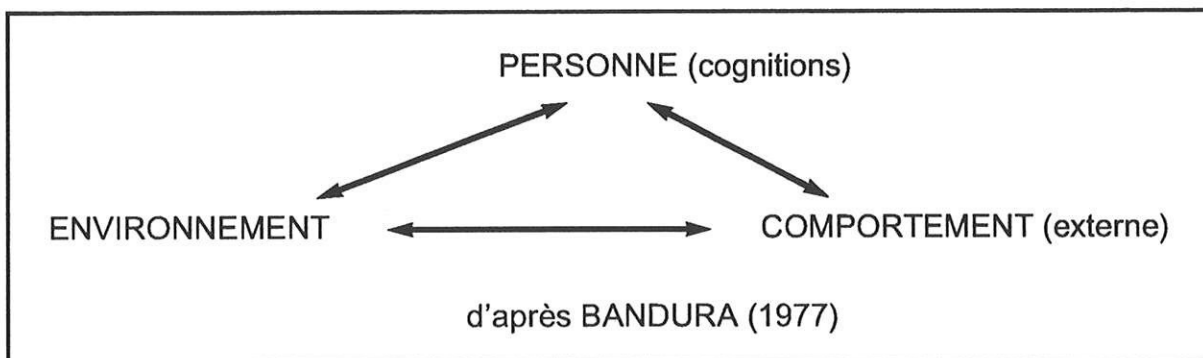 PERSONNE (cognitions)
ENVIRONNEMENT
COMPORTEMENT (externe)
d'après BANDURA (1977)